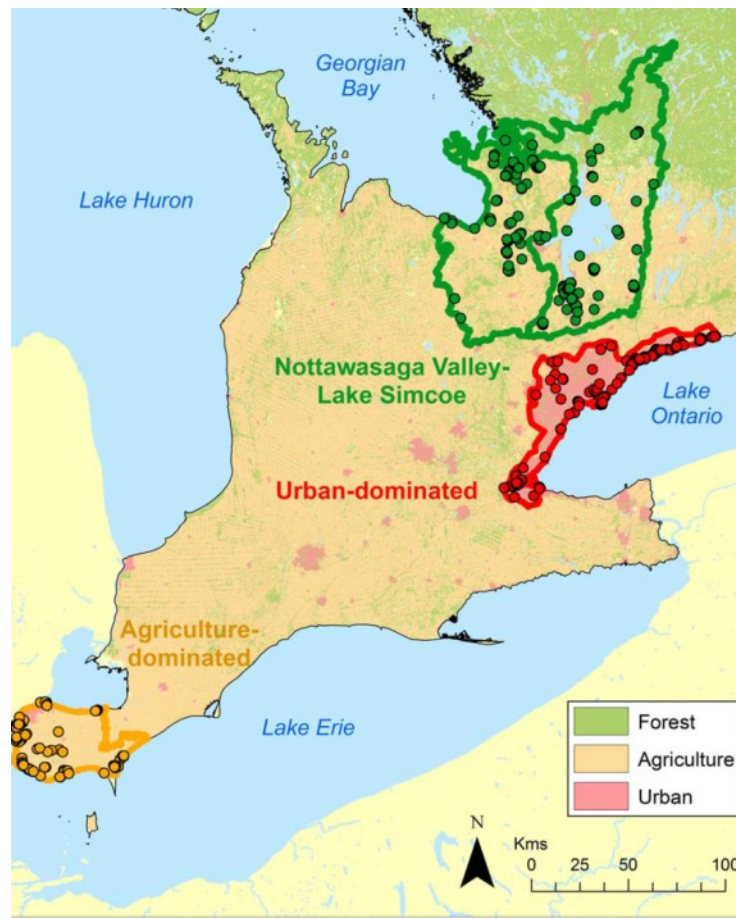 Georgian
Bay
Lake Huron
Nottawasaga Valley-
Lake Simcoe
Lake
Ontario
Urban-dominated
Agriculture-
dominated
Lake Erie
Forest
Agriculture
Urban
N
Kms
0 25 50 100